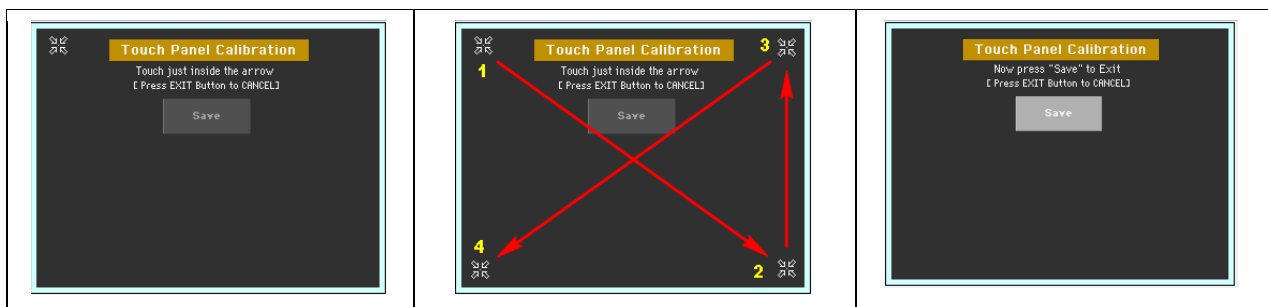 Touch Panel Calibration
Touch just inside the arrow
[ Press EXIT Button to CANCEL]
Save
Touch Panel Calibration
3
1
Touch just inside the arrow
[ Press EXIT Button to CANCEL]
Save
4
2
Touch Panel Calibration
Now press "Save" to Exit
[ Press EXIT Button to CANCEL]
Save